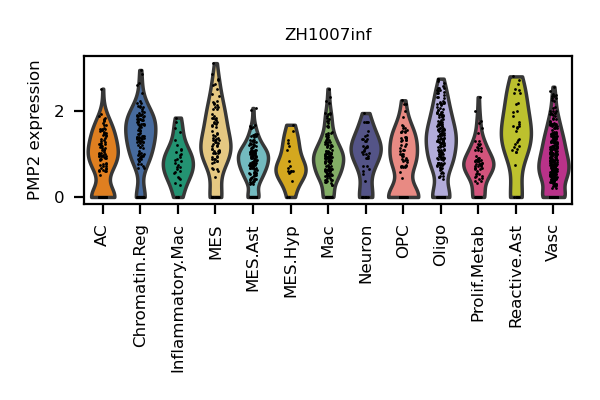 ZH1007inf
PMP2 expression
2
0
AC
Chromatin.Reg
Inflammatory.Mac
MES
MES.Ast
MES.Hyp
Mac
Neuron
OPC
Oligo
Prolif.Metab
Reactive.Ast
Vasc